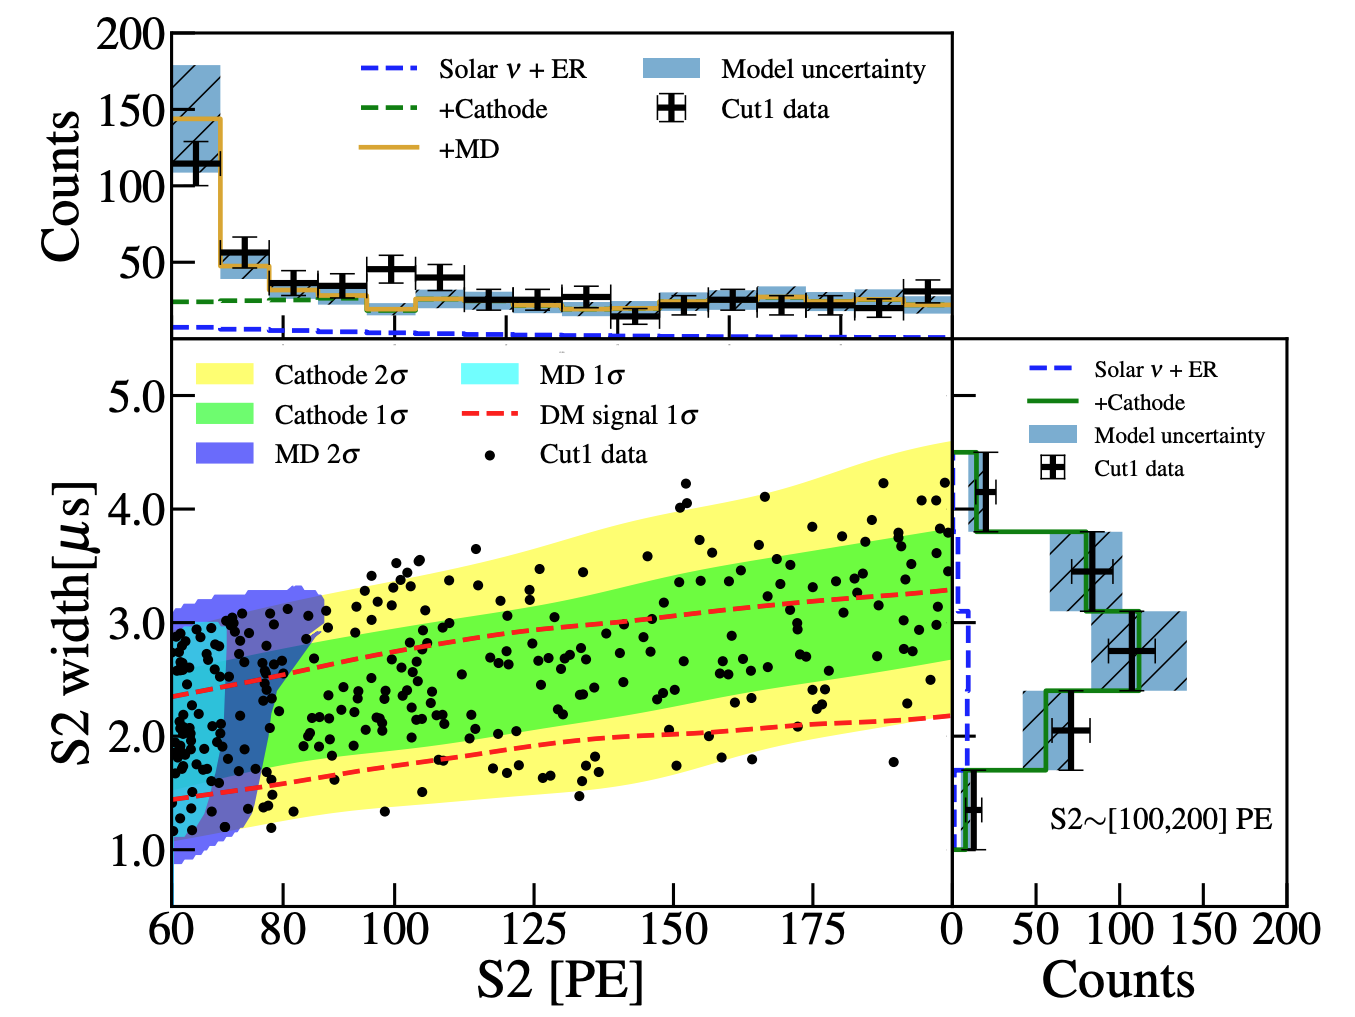 200
150
100
50
Counts
Solar ν + ER
+Cathode
+MD
Model uncertainty
Cut1 data
5.0
4.0
3.0
2.0
1.0
S2 width[μs]
Cathode 2σ
Cathode 1σ
MD 2σ
MD 1σ
DM signal 1σ
Cut1 data
Solar ν + ER
+Cathode
Model uncertainty
Cut1 data
S2~[100,200] PE
60 80 100 125 150 175 0 50 100 150 200
S2 [PE]
Counts